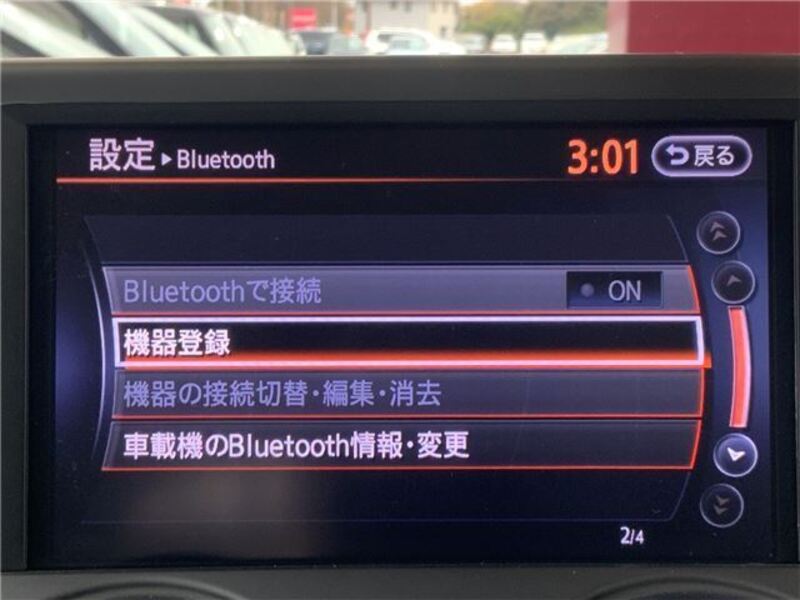 設定▶Bluetooth
3:01
戻る
Bluetoothで接続
ON
機器登録
機器の接続切替・編集・消去
車載機のBluetooth情報・変更
2/4